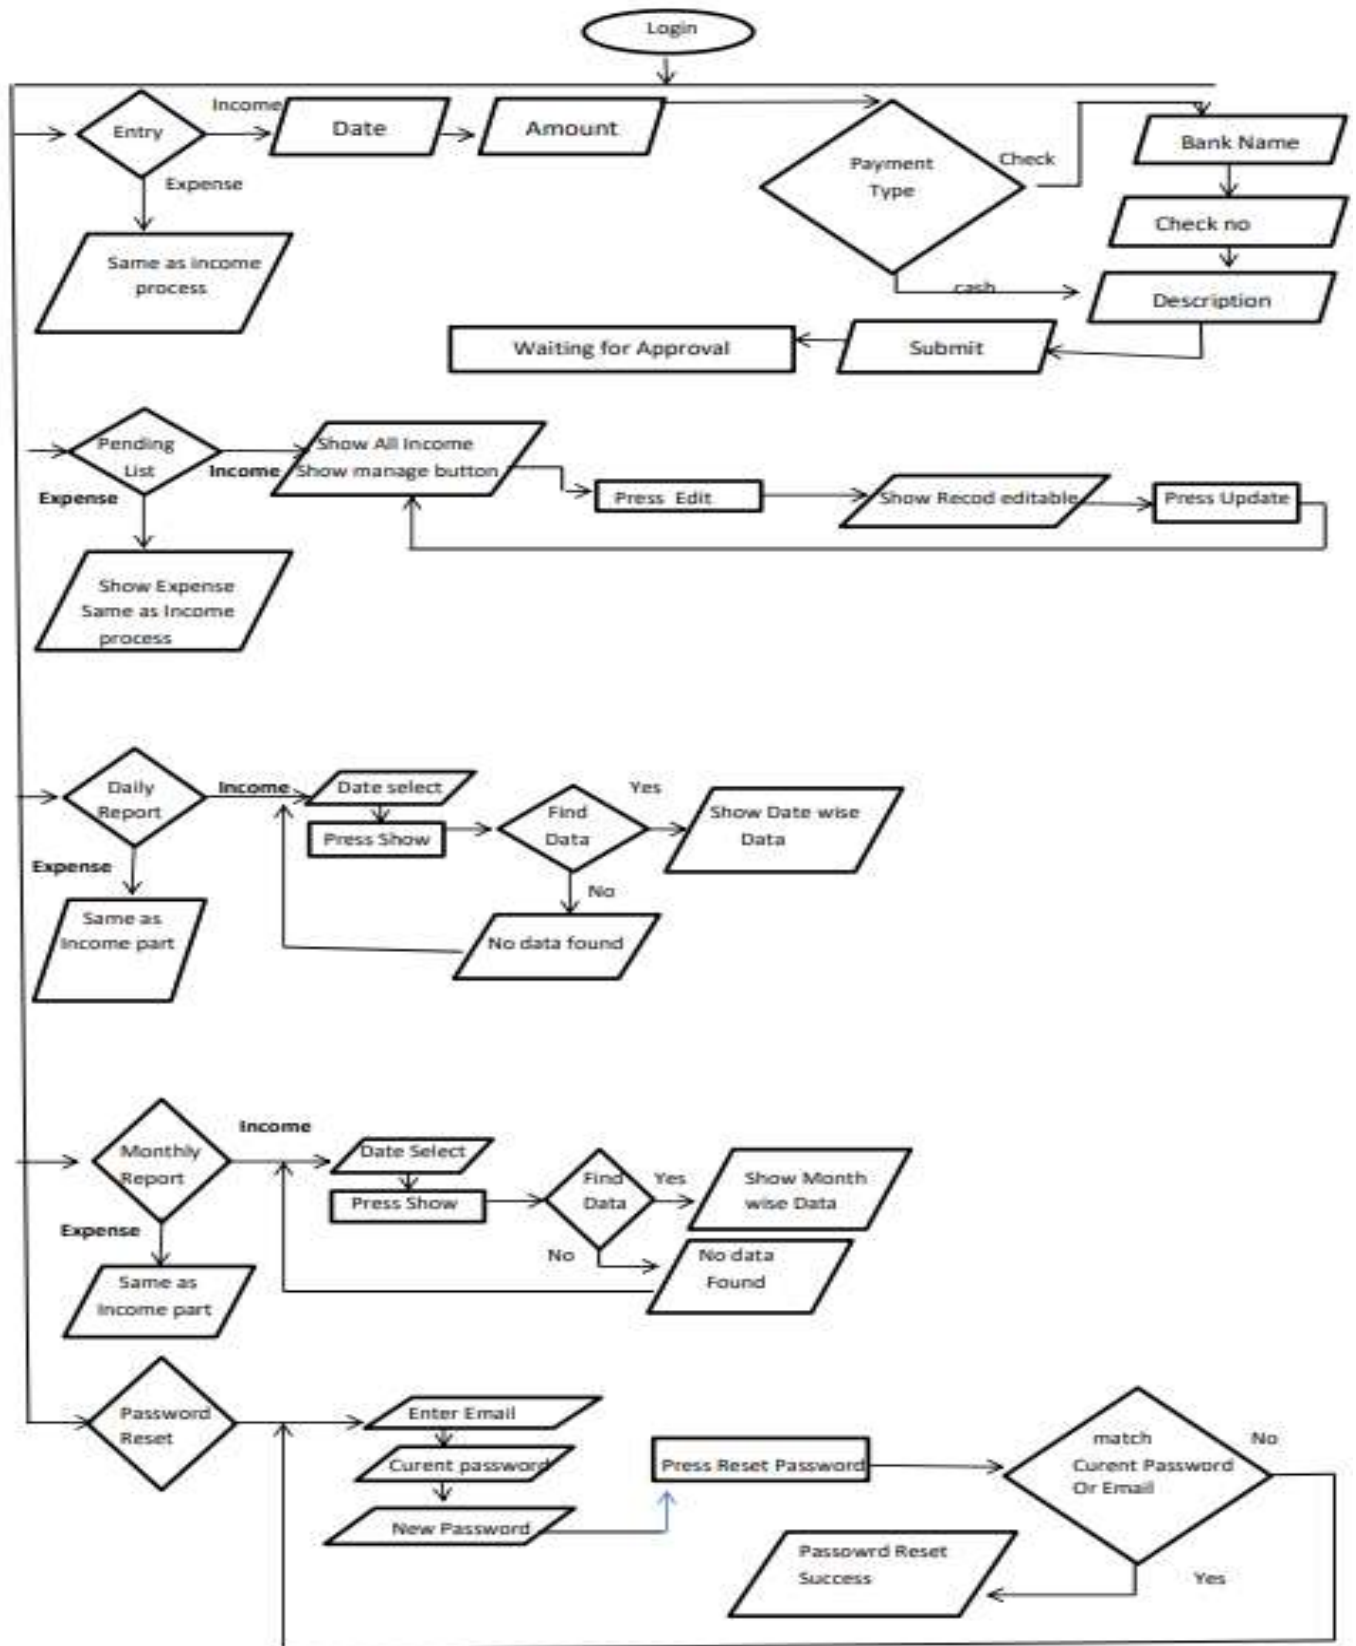 Login
Entry
Income
Date
Amount
Payment
Type
Check
Bank Name
Check no
cash
Description
Submit
Waiting for Approval
Expense
Same as income
process
Pending
List
Income
Show All Income
Show manage button
Press Edit
Show Recod editable
Press Update
Expense
Show Expense
Same as Income
process
Daily
Report
Income
Date select
Press Show
Find
Data
Yes
Show Date wise
Data
No
No data found
Expense
Same as
Income part
Monthly
Report
Income
Date Select
Press Show
Find
Data
Yes
Show Month
wise Data
No
No data
Found
Expense
Same as
Income part
Password
Reset
Enter Email
Curent password
New Password
Press Reset Password
match
Curent Password
Or Email
No
Yes
Passowrd Reset
Success